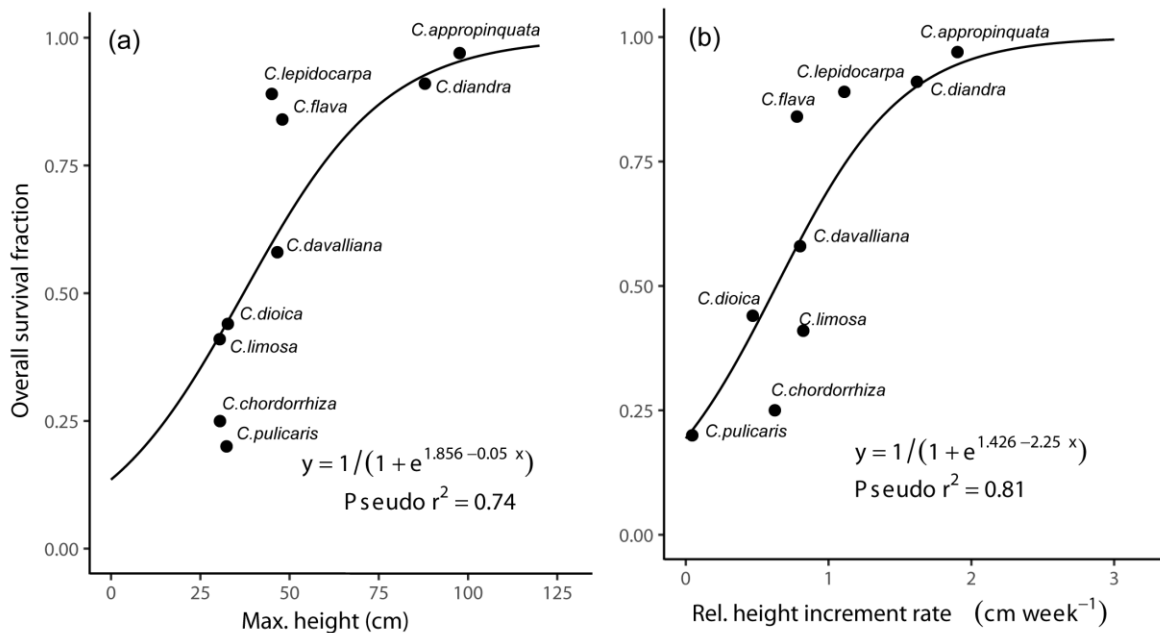 (a)
Overall survival fraction
1.00
0.75
0.50
0.25
0.00
C.appropinquata
C.lepidocarpa
C.diandra
C.flava
C.davalliana
C.dioica
C.limosa
C.chordorrhiza
C.pulicaris
y = 1/(1 + e^1.856 −0.05 x)
Pseudo r² = 0.74
0 25 50 75 100 125
Max. height (cm)
(b)
1.00
0.75
0.50
0.25
0.00
C.appropinquata
C.lepidocarpa
C.diandra
C.flava
C.davalliana
C.dioica
C.limosa
C.chordorrhiza
C.pulicaris
y = 1/(1 + e^1.426 −2.25 x)
Pseudo r² = 0.81
0 1 2 3
Rel. height increment rate (cm week⁻¹)